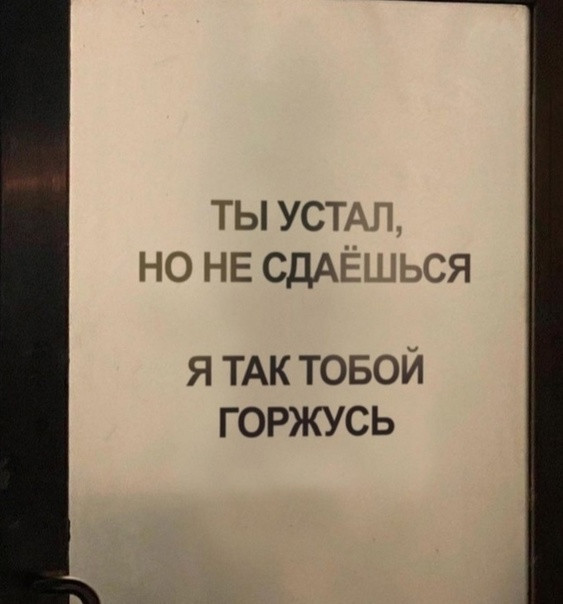 ТЫ УСТАЛ,
НО НЕ СДАЁШЬСЯ
Я ТАК ТОБОЙ
ГОРЖУСЬ